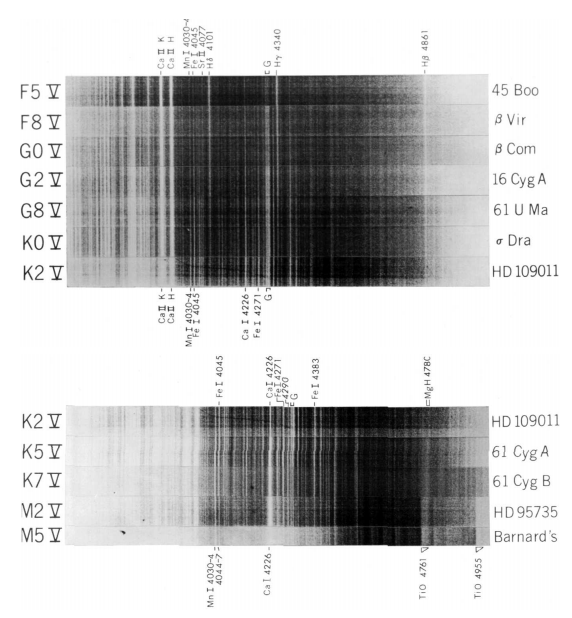 Ca II K
Ca II H
Mn I 4030-4
Fe I 4045
Sr II 4077
Hδ 4101
G
Hγ 4340
Hβ 4861
F5 V 45 Boo
F8 V β Vir
G0 V β Com
G2 V 16 Cyg A
G8 V 61 U Ma
K0 V σ Dra
K2 V HD 109011
Ca II K
Ca II H
Mn I 4030-4
Fe I 4045
Ca I 4226
Fe I 4271
G
Fe I 4045
Ca I 4226
Fe I 4271
4290
G
Fe I 4383
MgH 4780
K2 V HD 109011
K5 V 61 Cyg A
K7 V 61 Cyg B
M2 V HD 95735
M5 V Barnard's
Mn I 4030-4
4044-7
Ca I 4226
TiO 4761
TiO 4955